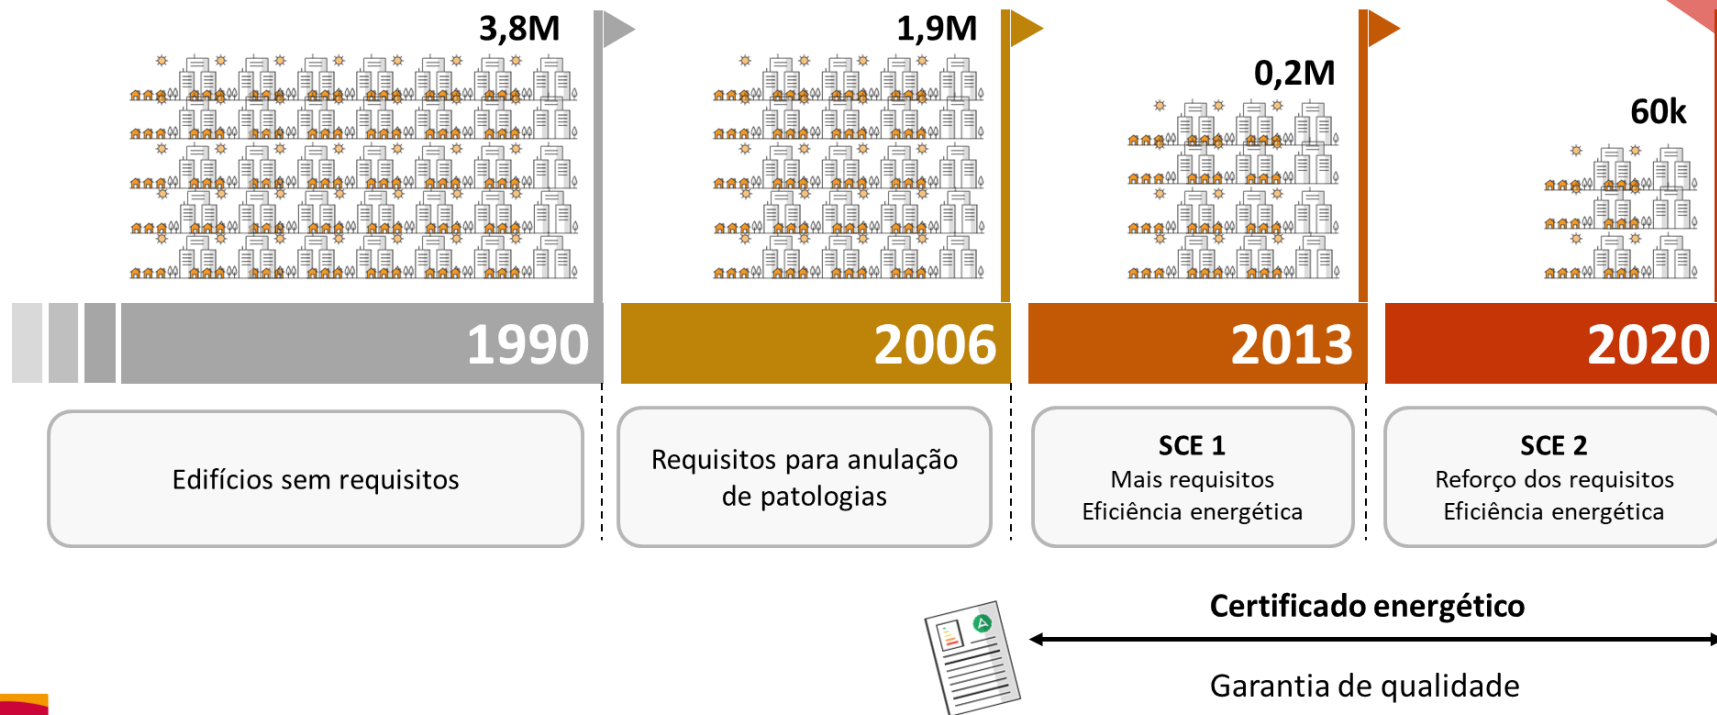 3,8M
1,9M
0,2M
60k
1990
2006
2013
2020
Edifícios sem requisitos
Requisitos para anulação
de patologias
SCE 1
Mais requisitos
Eficiência energética
SCE 2
Reforço dos requisitos
Eficiência energética
Certificado energético
Garantia de qualidade